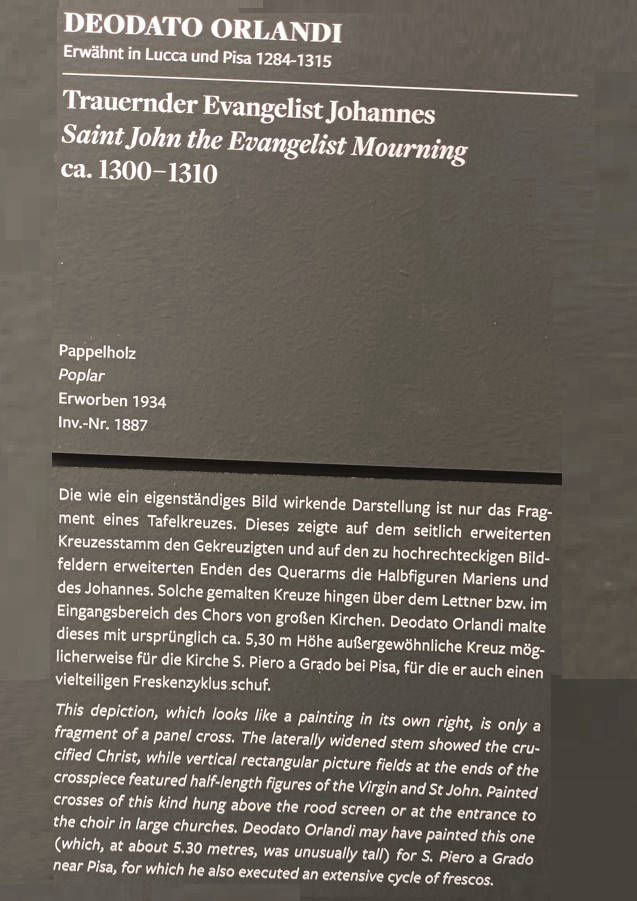 DEODATO ORLANDI
Erwähnt in Lucca und Pisa 1284-1315
Trauernder Evangelist Johannes
Saint John the Evangelist Mourning
ca. 1300–1310
Pappelholz
Poplar
Erworben 1934
Inv.-Nr. 1887
Die wie ein eigenständiges Bild wirkende Darstellung ist nur das Frag-
ment eines Tafelkreuzes. Dieses zeigte auf dem seitlich erweiterten
Kreuzesstamm den Gekreuzigten und auf den zu hochrechteckigen Bild-
feldern erweiterten Enden des Querarms die Halbfiguren Mariens und
des Johannes. Solche gemalten Kreuze hingen über dem Lettner bzw. im
Eingangsbereich des Chors von großen Kirchen. Deodato Orlandi malte
dieses mit ursprünglich ca. 5,30 m Höhe außergewöhnliche Kreuz mög-
licherweise für die Kirche S. Piero a Grado bei Pisa, für die er auch einen
vielteiligen Freskenzyklus schuf.
This depiction, which looks like a painting in its own right, is only a
fragment of a panel cross. The laterally widened stem showed the cru-
cified Christ, while vertical rectangular picture fields at the ends of the
crosspiece featured half-length figures of the Virgin and St John. Painted
crosses of this kind hung above the rood screen or at the entrance to
the choir in large churches. Deodato Orlandi may have painted this one
(which, at about 5.30 metres, was unusually tall) for S. Piero a Grado
near Pisa, for which he also executed an extensive cycle of frescos.